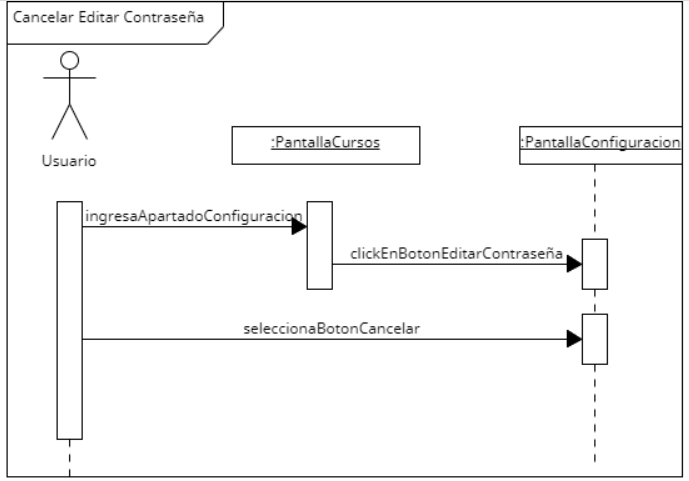 Cancelar Editar Contraseña
Usuario
:PantallaCursos
:PantallaConfiguracion
ingresaApartadoConfiguracion
clickEnBotonEditarContraseña
seleccionaBotonCancelar